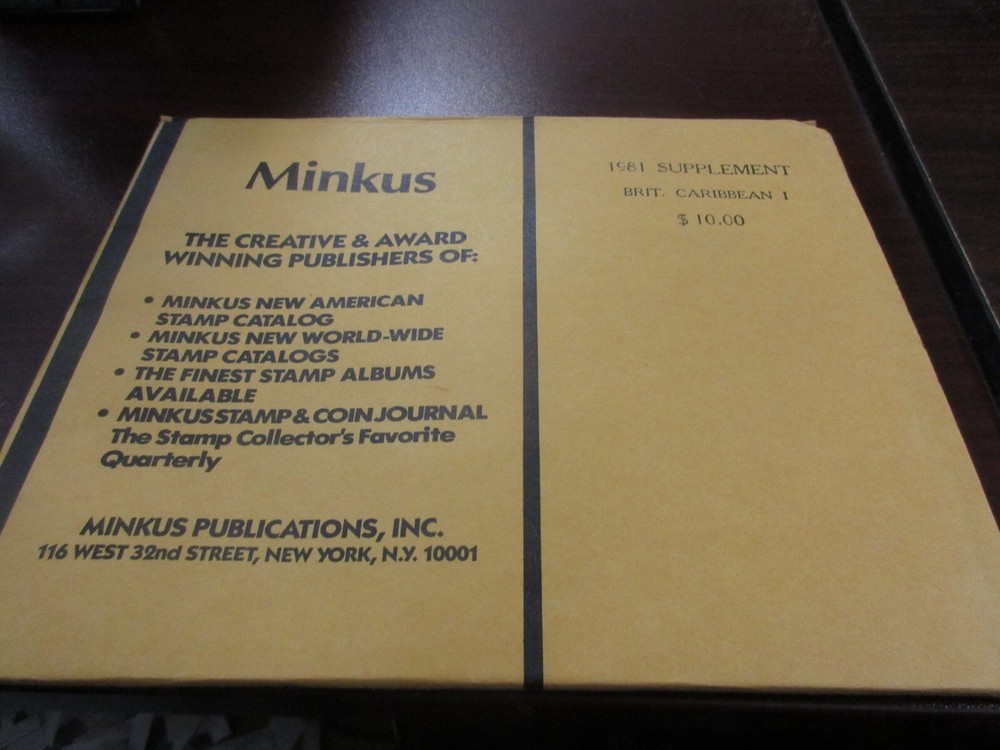 Minkus
THE CREATIVE & AWARD
WINNING PUBLISHERS OF:
• MINKUS NEW AMERICAN
STAMP CATALOG
• MINKUS NEW WORLD-WIDE
STAMP CATALOGS
• THE FINEST STAMP ALBUMS
AVAILABLE
• MINKUS STAMP & COIN JOURNAL
The Stamp Collector's Favorite
Quarterly
MINKUS PUBLICATIONS, INC.
116 WEST 32nd STREET, NEW YORK, N.Y. 10001
1981 SUPPLEMENT
BRIT. CARIBBEAN I
$ 10.00